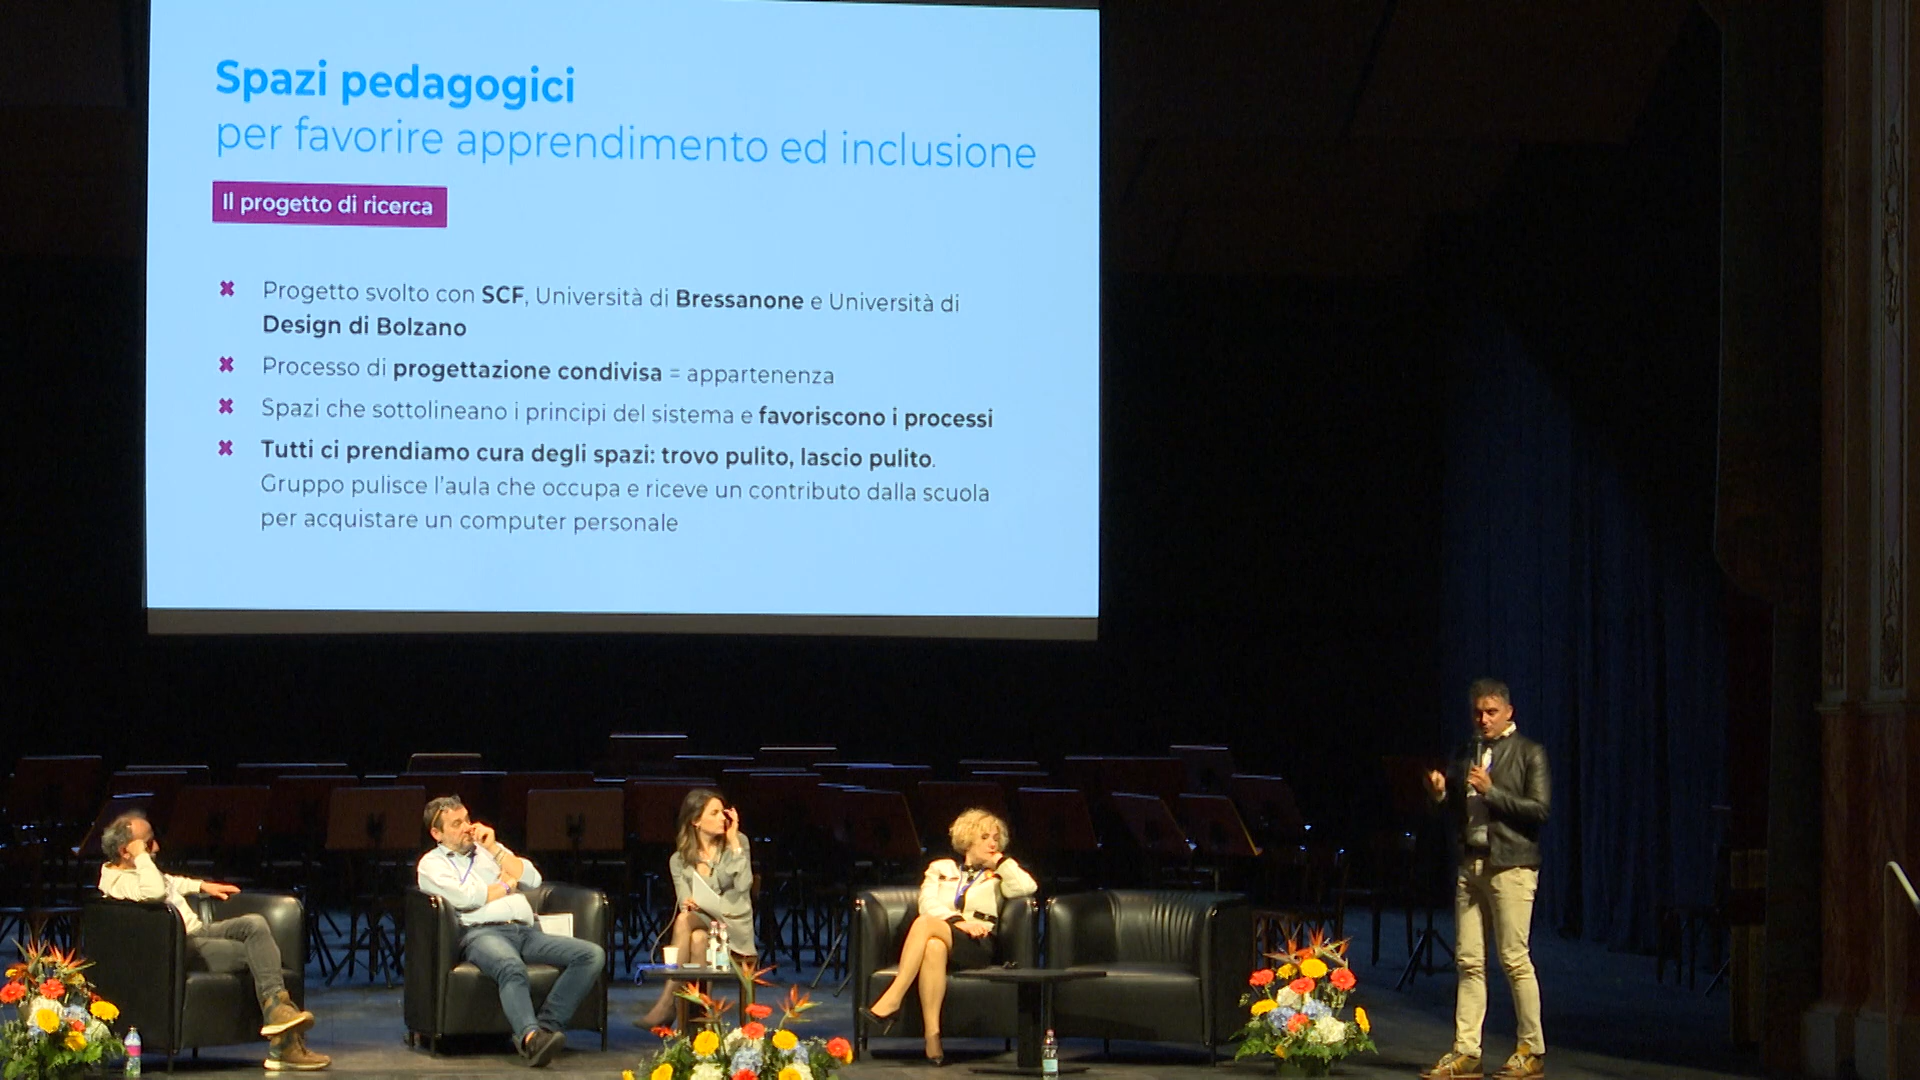 Spazi pedagogici
per favorire apprendimento ed inclusione
Il progetto di ricerca
Progetto svolto con SCF, Università di Bressanone e Università di
Design di Bolzano
Processo di progettazione condivisa = appartenenza
Spazi che sottolineano i principi del sistema e favoriscono i processi
Tutti ci prendiamo cura degli spazi: trovo pulito, lascio pulito.
Gruppo pulisce l'aula che occupa e riceve un contributo dalla scuola
per acquistare un computer personale